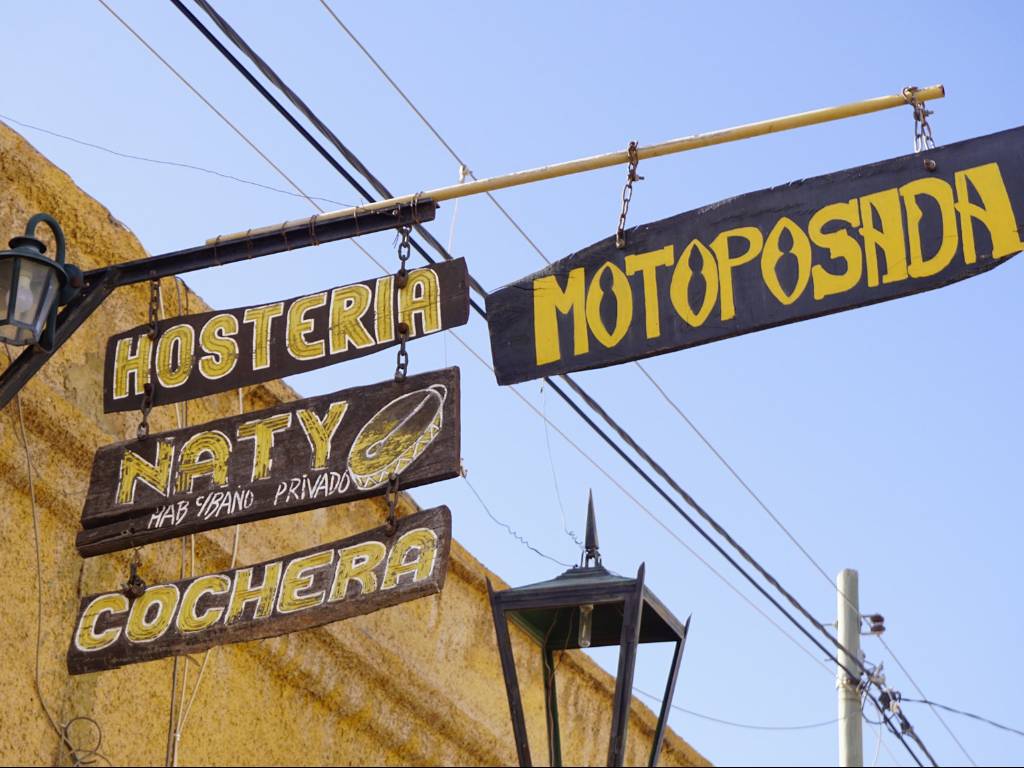 MOTOPOSADA
HOSTERIA
NATY
HAB C/BAÑO PRIVADO
COCHERA